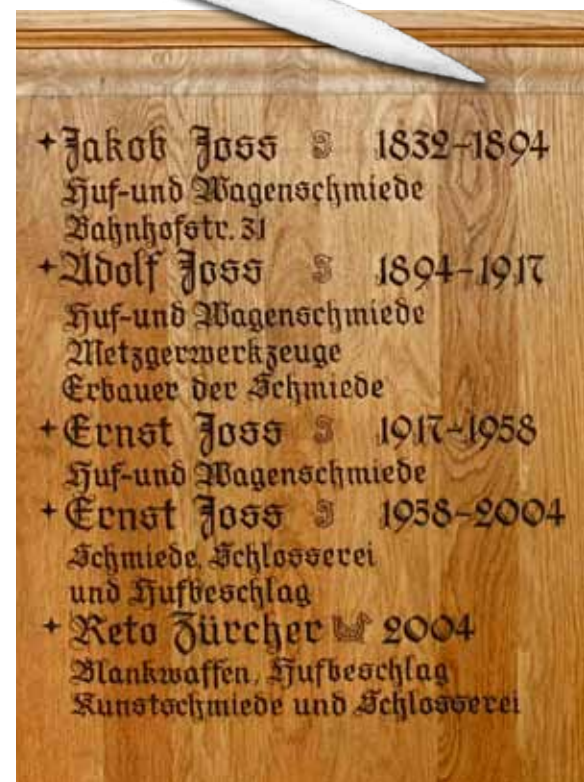 Jakob Joss 1832-1894
Huf-und Wagenschmiede
Bahnhofstr. 31
Adolf Joss 1894-1917
Huf-und Wagenschmiede
Metzgerwerkzeuge
Erbauer der Schmiede
Ernst Joss 1917-1958
Huf-und Wagenschmiede
Ernst Joss 1958-2004
Schmiede, Schlosserei
und Hufbeschlag
Reto Zürcher 2004
Blankwaffen, Hufbeschlag
Kunstschmiede und Schlosserei